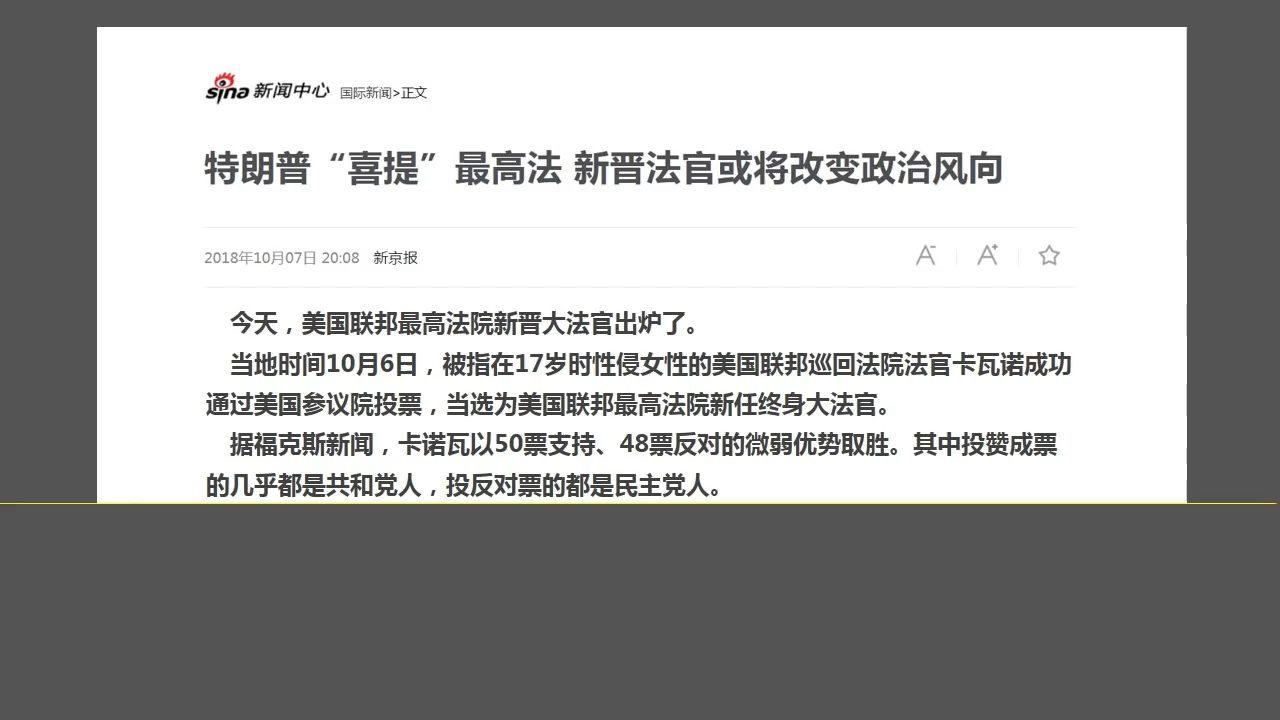 sina 新闻中心 国际新闻>正文
特朗普“喜提”最高法 新晋法官或将改变政治风向
2018年10月07日 20:08 新京报 A- A+
今天，美国联邦最高法院新晋大法官出炉了。
当地时间10月6日，被指在17岁时性侵女性的美国联邦巡回法院法官卡瓦诺成功
通过美国参议院投票，当选为美国联邦最高法院新任终身大法官。
据福克斯新闻，卡诺瓦以50票支持、48票反对的微弱优势取胜。其中投赞成票
的几乎都是共和党人，投反对票的都是民主党人。